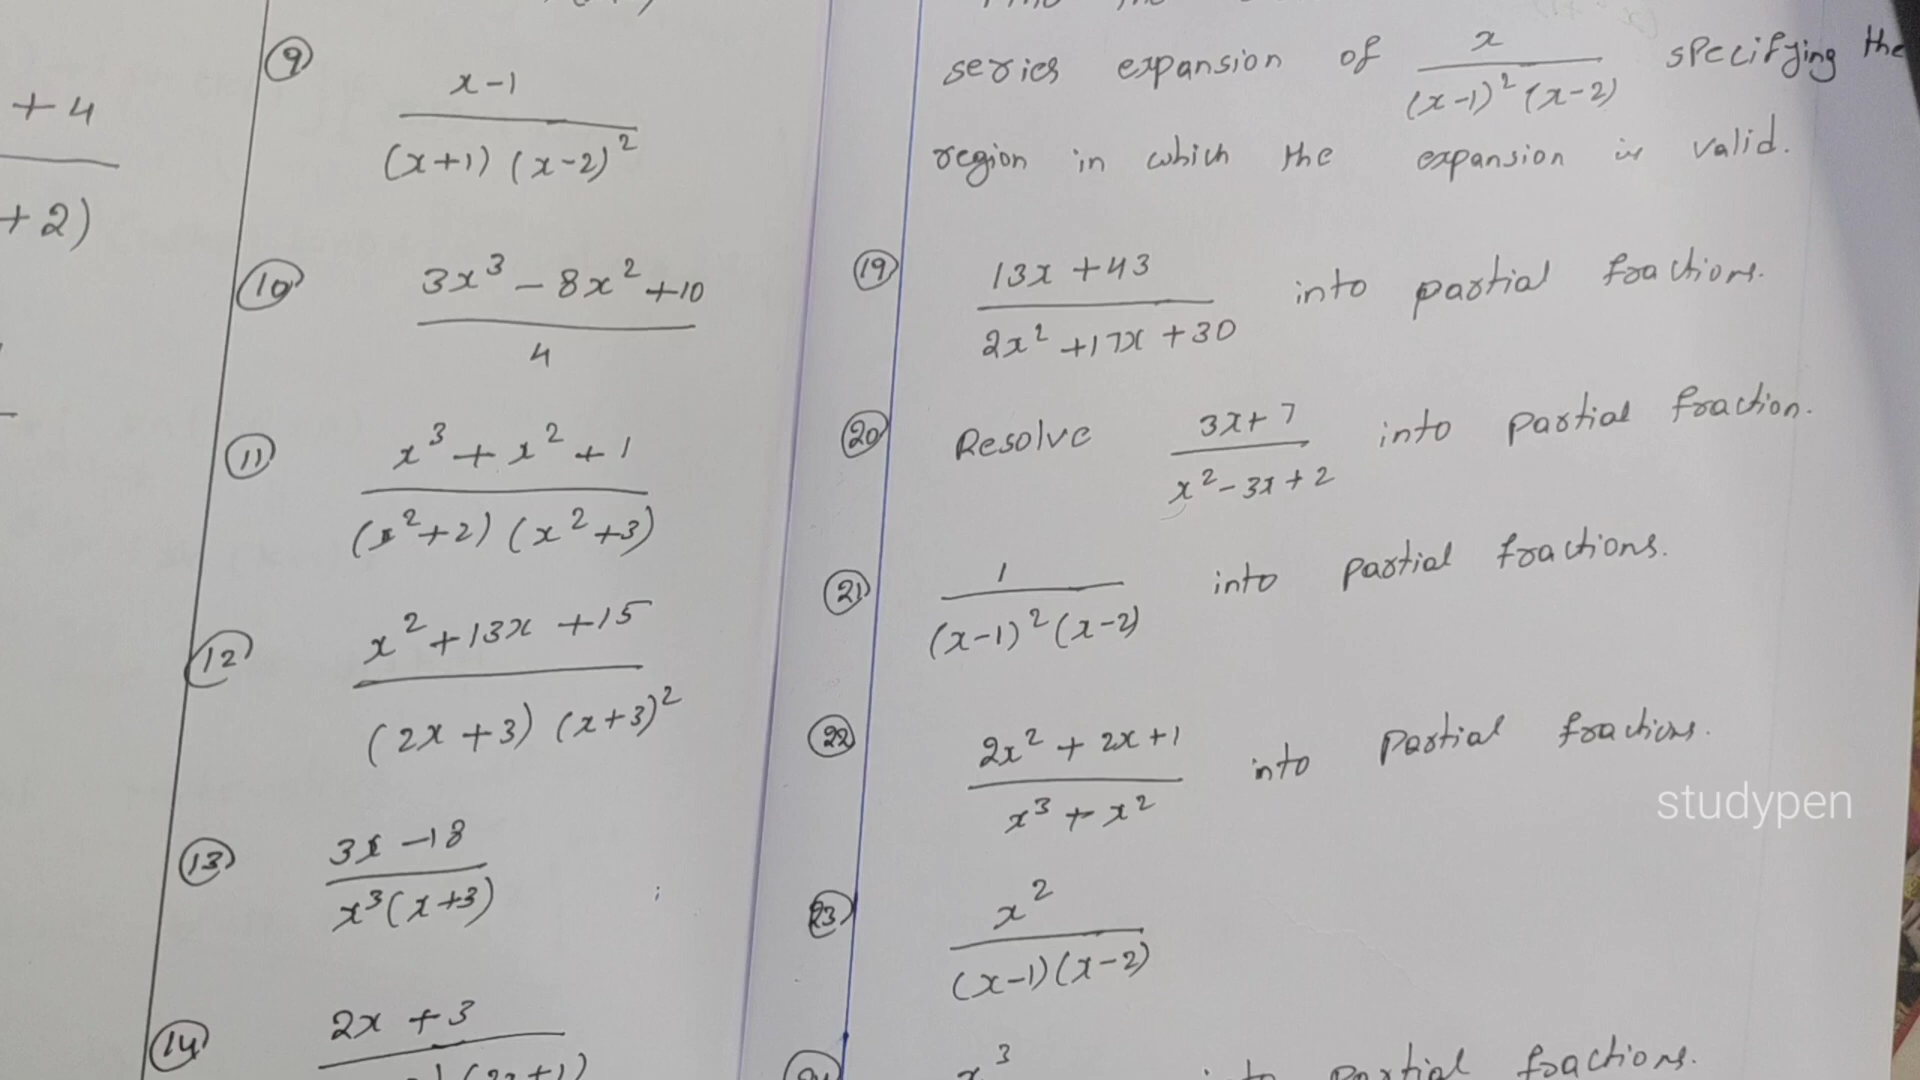 + 4
+ 2)
⑨ x-1
(x+1) (x-2)²
⑩ 3x³ - 8x² + 10
4
⑪ x³ + x² + 1
(x²+2) (x²+3)
⑫ x² + 13x + 15
(2x + 3) (x+3)²
⑬ 3x - 18
x³(x+3)
⑭ 2x + 3
(2x+1)
series expansion of x specifying the
(x-1)² (x-2)
region in which the expansion is valid.
⑲ 13x + 43 into partial fractions.
2x² + 17x + 30
⑳ Resolve 3x+7 into Partial fraction.
x² - 3x + 2
㉑ 1 into Partial fractions.
(x-1)² (x-2)
㉒ 2x² + 2x + 1 into Partial fractions.
x³ + x²
㉓ x²
(x-1)(x-2)
x³ into Partial fractions.
studypen